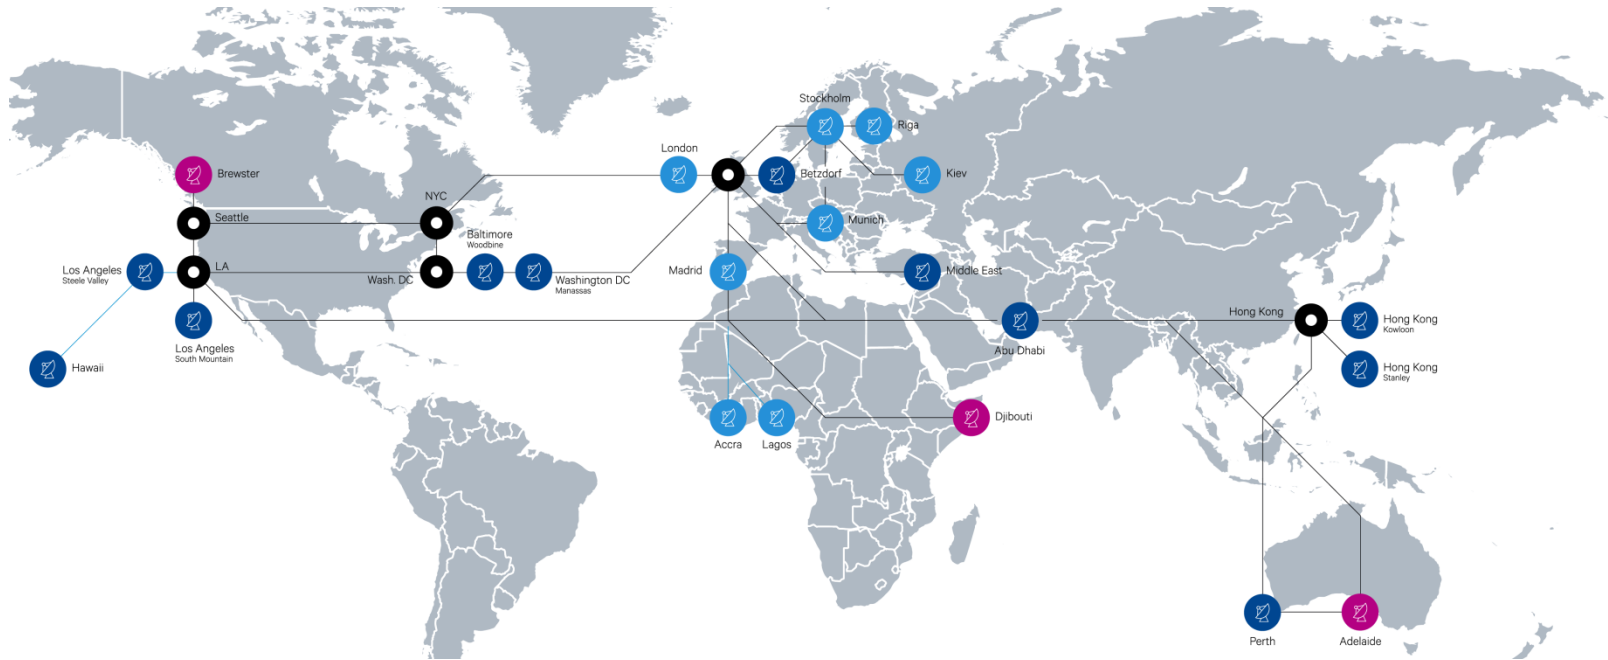 Stockholm
Riga
London
Brewster
Betzdorf
Kiev
NYC
Seattle
Munich
Baltimore
Woodbine
Los Angeles
Steele Valley
LA
Wash. DC
Washington DC
Manassas
Madrid
Middle East
Hong Kong
Hong Kong
Kowloon
Los Angeles
South Mountain
Abu Dhabi
Hawaii
Hong Kong
Stanley
Djibouti
Accra
Lagos
Perth
Adelaide